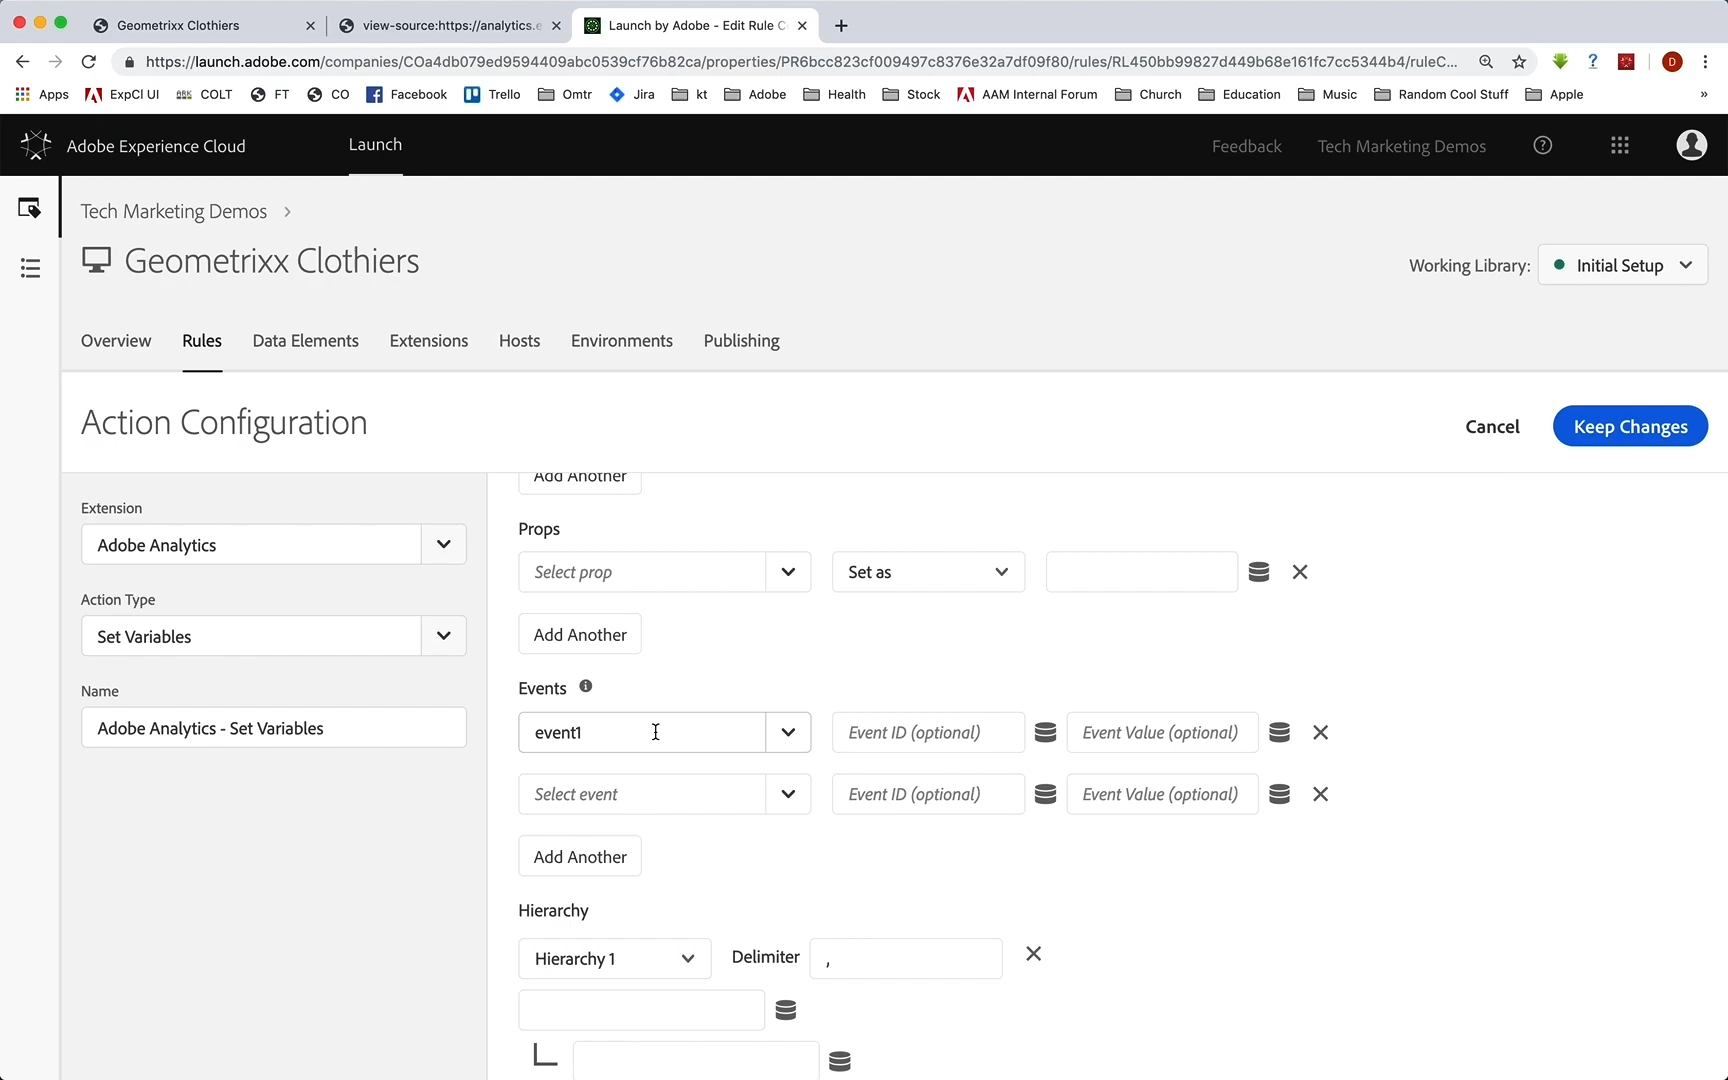 Geometrixx Clothiers
view-source:https://analytics.e
Launch by Adobe - Edit Rule C
https://launch.adobe.com/companies/COa4db079ed9594409abc0539cf76b82ca/properties/PR6bcc823cf009497c8376e32a7df09f80/rules/RL450bb99827d449b68e161fc7cc5344b4/ruleC...
D
Apps ExpCl UI COLT FT CO Facebook Trello Omtr Jira kt Adobe Health Stock AAM Internal Forum Church Education Music Random Cool Stuff Apple »
Adobe Experience Cloud Launch Feedback Tech Marketing Demos
Tech Marketing Demos
Geometrixx Clothiers
Working Library: Initial Setup
Overview Rules Data Elements Extensions Hosts Environments Publishing
Action Configuration
Cancel Keep Changes
Extension
Adobe Analytics
Action Type
Set Variables
Name
Adobe Analytics - Set Variables
Add Another
Props
Select prop Set as
Add Another
Events
event1 Event ID (optional) Event Value (optional)
Select event Event ID (optional) Event Value (optional)
Add Another
Hierarchy
Hierarchy 1 Delimiter ,